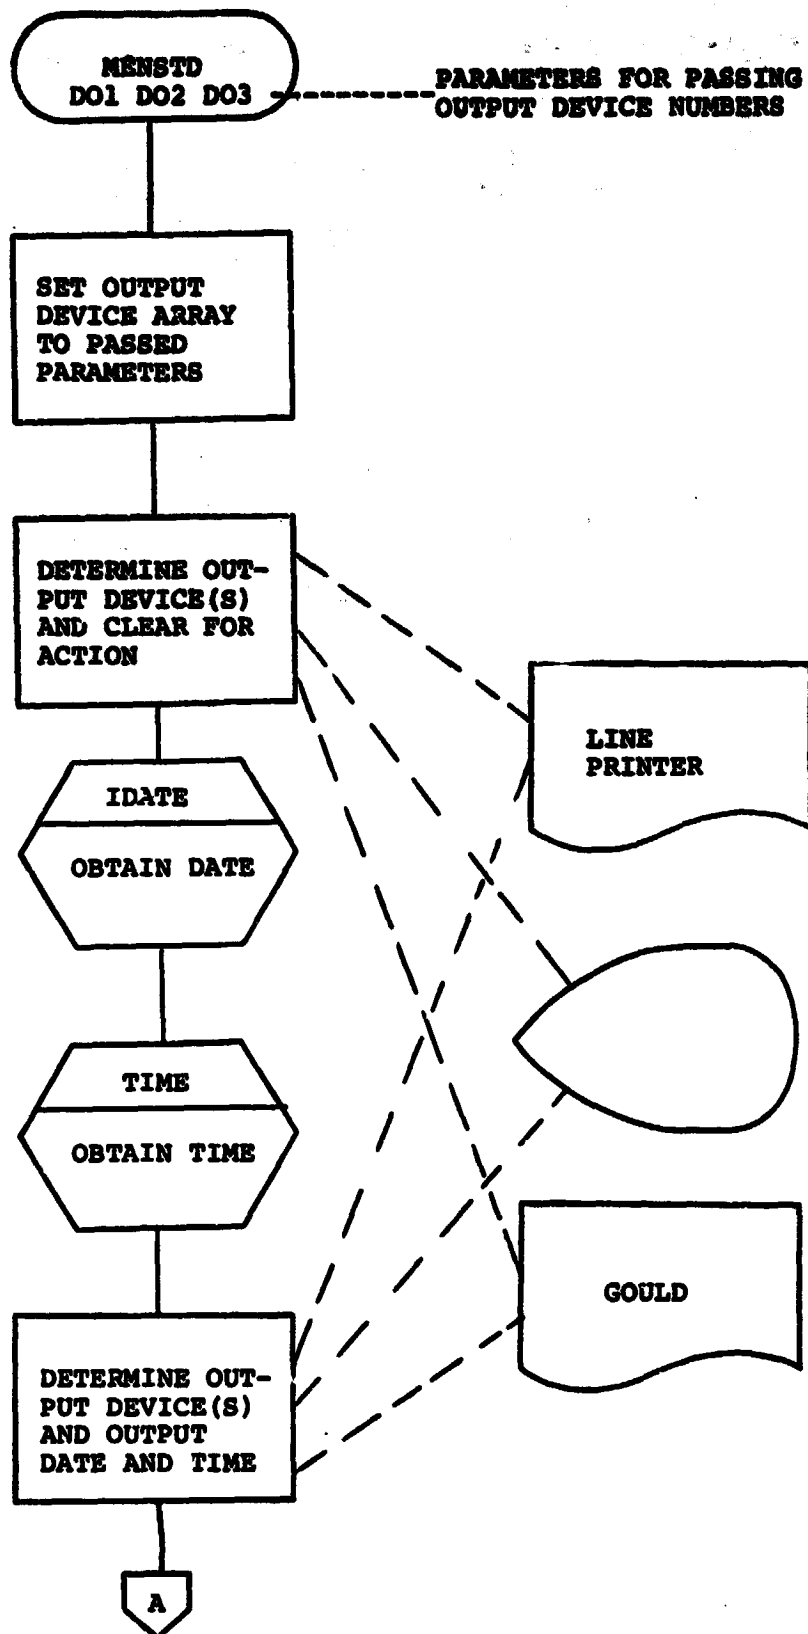 MENSTD
DO1 DO2 DO3
PARAMETERS FOR PASSING
OUTPUT DEVICE NUMBERS
SET OUTPUT
DEVICE ARRAY
TO PASSED
PARAMETERS
DETERMINE OUT-
PUT DEVICE(S)
AND CLEAR FOR
ACTION
LINE
PRINTER
IDATE
OBTAIN DATE
TIME
OBTAIN TIME
GOULD
DETERMINE OUT-
PUT DEVICE(S)
AND OUTPUT
DATE AND TIME
A